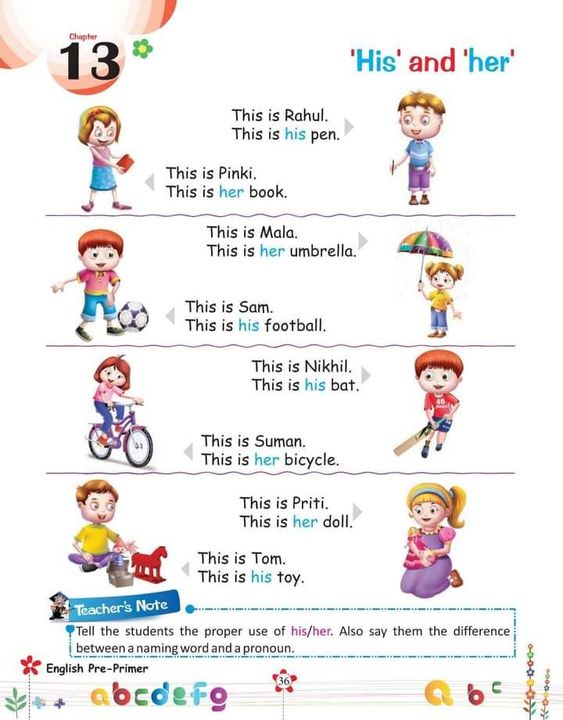 Chapter
13
'His' and 'her'
This is Rahul.
This is his pen.
This is Pinki.
This is her book.
This is Mala.
This is her umbrella.
This is Sam.
This is his football.
This is Nikhil.
This is his bat.
46
This is Suman.
This is her bicycle.
This is Priti.
This is her doll.
This is Tom.
This is his toy.
Teacher's Note
Tell the students the proper use of his/her. Also say them the difference
between a naming word and a pronoun.
English Pre-Primer
abcdefg
36
a b c